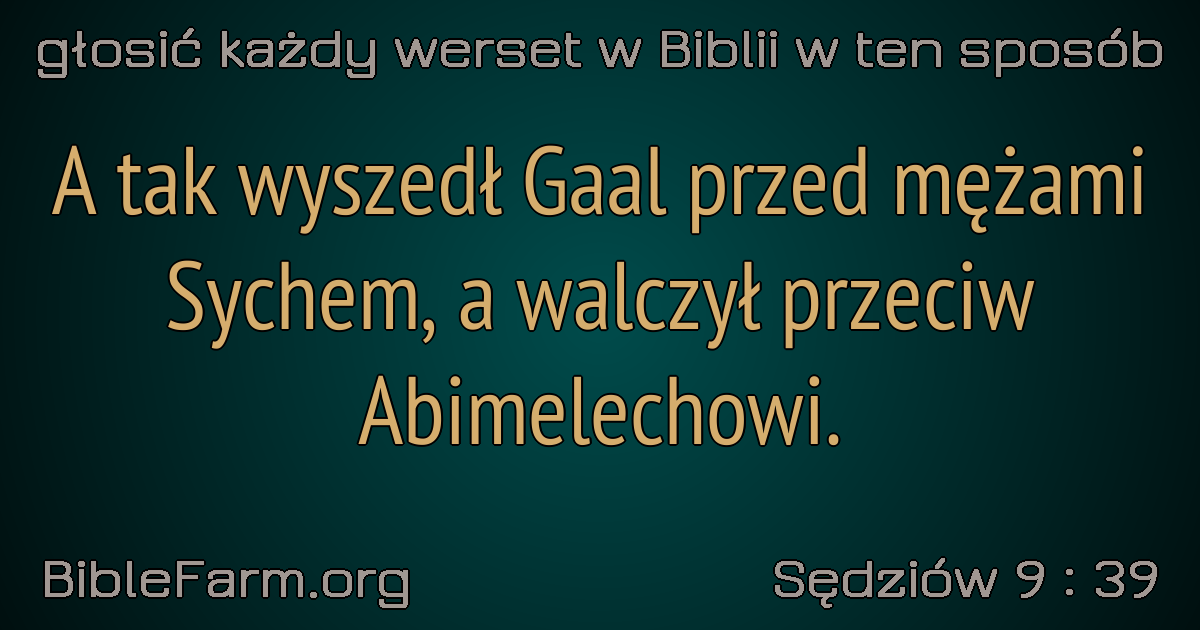 głosić każdy werset w Biblii w ten sposób
A tak wyszedł Gaal przed mężami
Sychem, a walczył przeciw
Abimelechowi.
BibleFarm.org
Sędziów 9 : 39